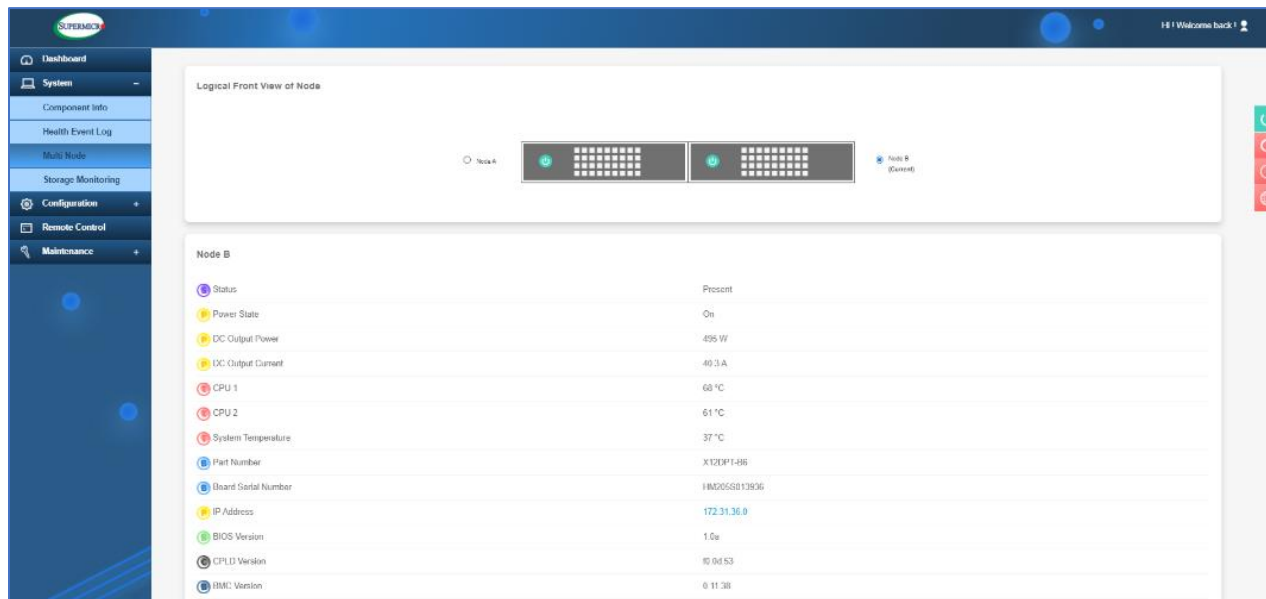 SUPERMICR
Hi ! Welcome back !
Dashboard
System −
Component Info
Health Event Log
Multi Node
Storage Monitoring
Configuration +
Remote Control
Maintenance +
Logical Front View of Node
Node A
Node B
(Current)
Node B
Status Present
Power State On
DC Output Power 495 W
DC Output Current 40.3 A
CPU 1 68 °C
CPU 2 61 °C
System Temperature 37 °C
Part Number X12DPT-B6
Board Serial Number HM205S013936
IP Address 172.31.36.0
BIOS Version 1.0a
CPLD Version f0.0d.53
BMC Version 0.11.38